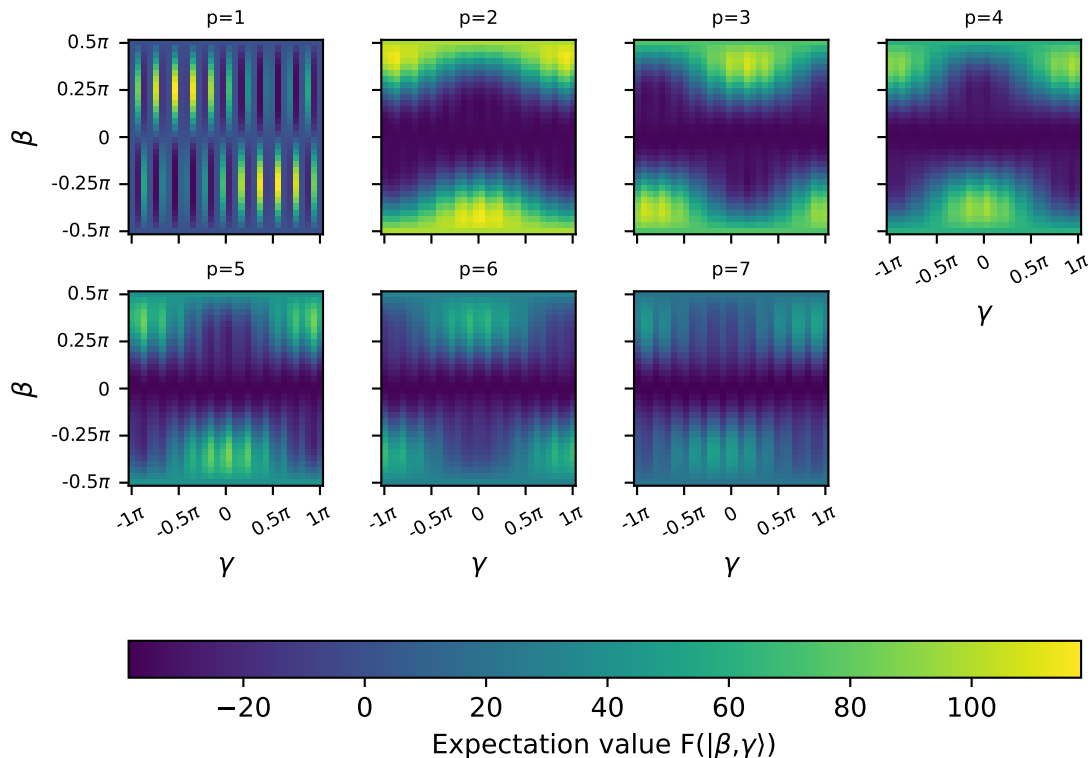 p=1
p=2
p=3
p=4
0.5π
0.25π
0
-0.25π
-0.5π
β
-1π
-0.5π
0
0.5π
1π
γ
p=5
p=6
p=7
0.5π
0.25π
0
-0.25π
-0.5π
β
-1π
-0.5π
0
0.5π
1π
-1π
-0.5π
0
0.5π
1π
-1π
-0.5π
0
0.5π
1π
γ
γ
γ
−20
0
20
40
60
80
100
Expectation value F(|β,γ⟩)